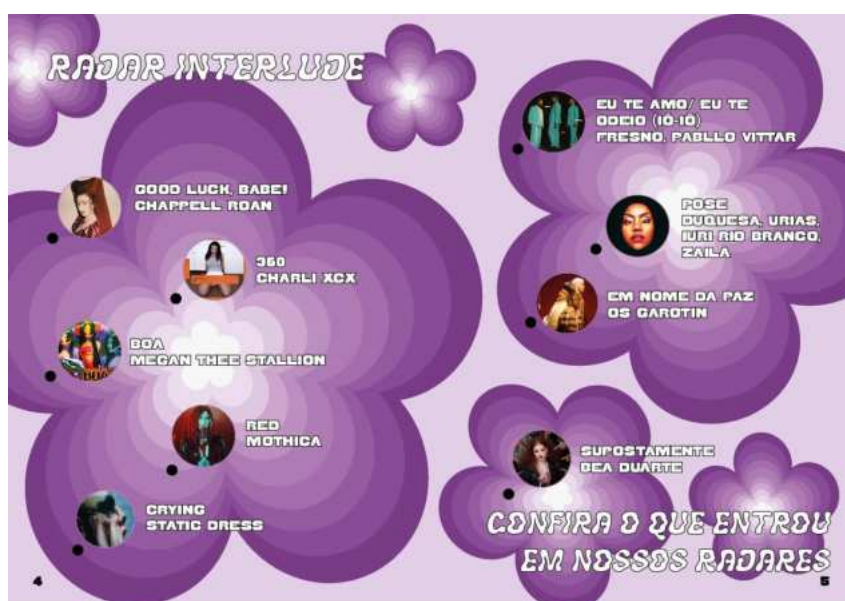 RADAR INTERLUDE
GOOD LUCK, BABE!
CHAPPELL ROAN
360
CHARLI XCX
BOA
MEGAN THEE STALLION
RED
MOTHICA
CRYING
STATIC DRESS
4
EU TE AMO/ EU TE
ODEIO (IÔ-IÔ)
FRESNO, PABLLO VITTAR
POSE
DUQUESA, URIAS,
IURI RIO BRANCO,
ZAILA
EM NOME DA PAZ
OS GAROTIN
SUPOSTAMENTE
BEA DUARTE
CONFIRA O QUE ENTROU
EM NOSSOS RADARES
5